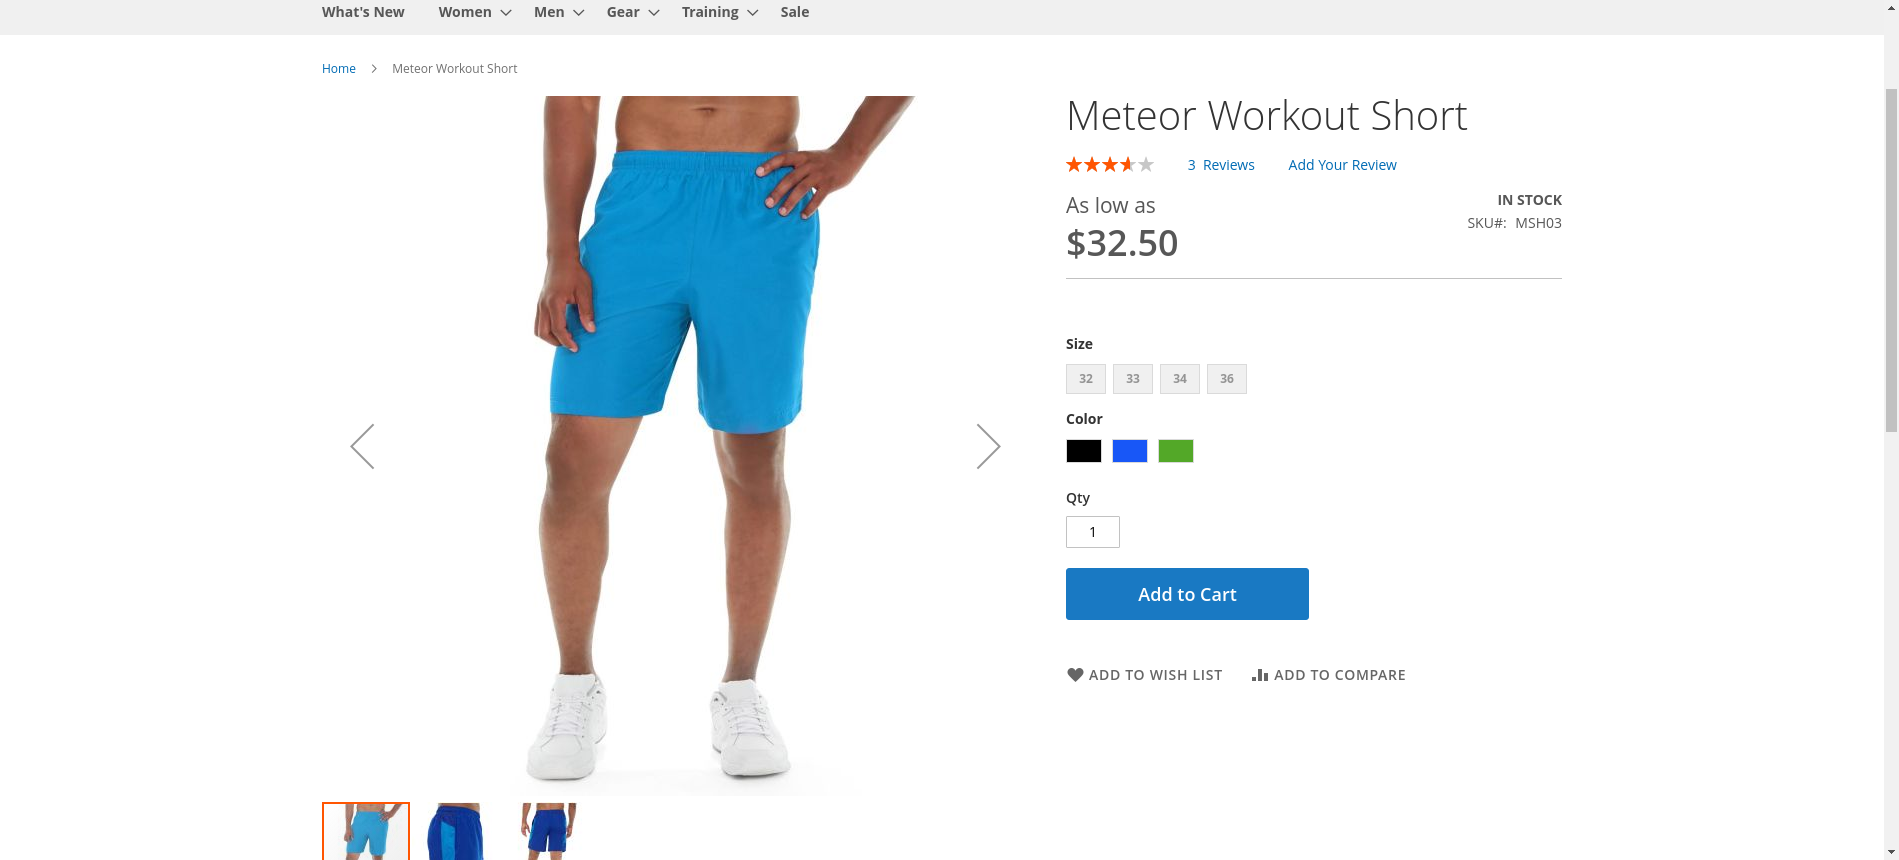 What's New Women Men Gear Training Sale
Home Meteor Workout Short
Meteor Workout Short
3 Reviews Add Your Review
As low as
IN STOCK
$32.50
SKU#: MSH03
Size
32 33 34 36
Color
Qty
1
Add to Cart
ADD TO WISH LIST ADD TO COMPARE